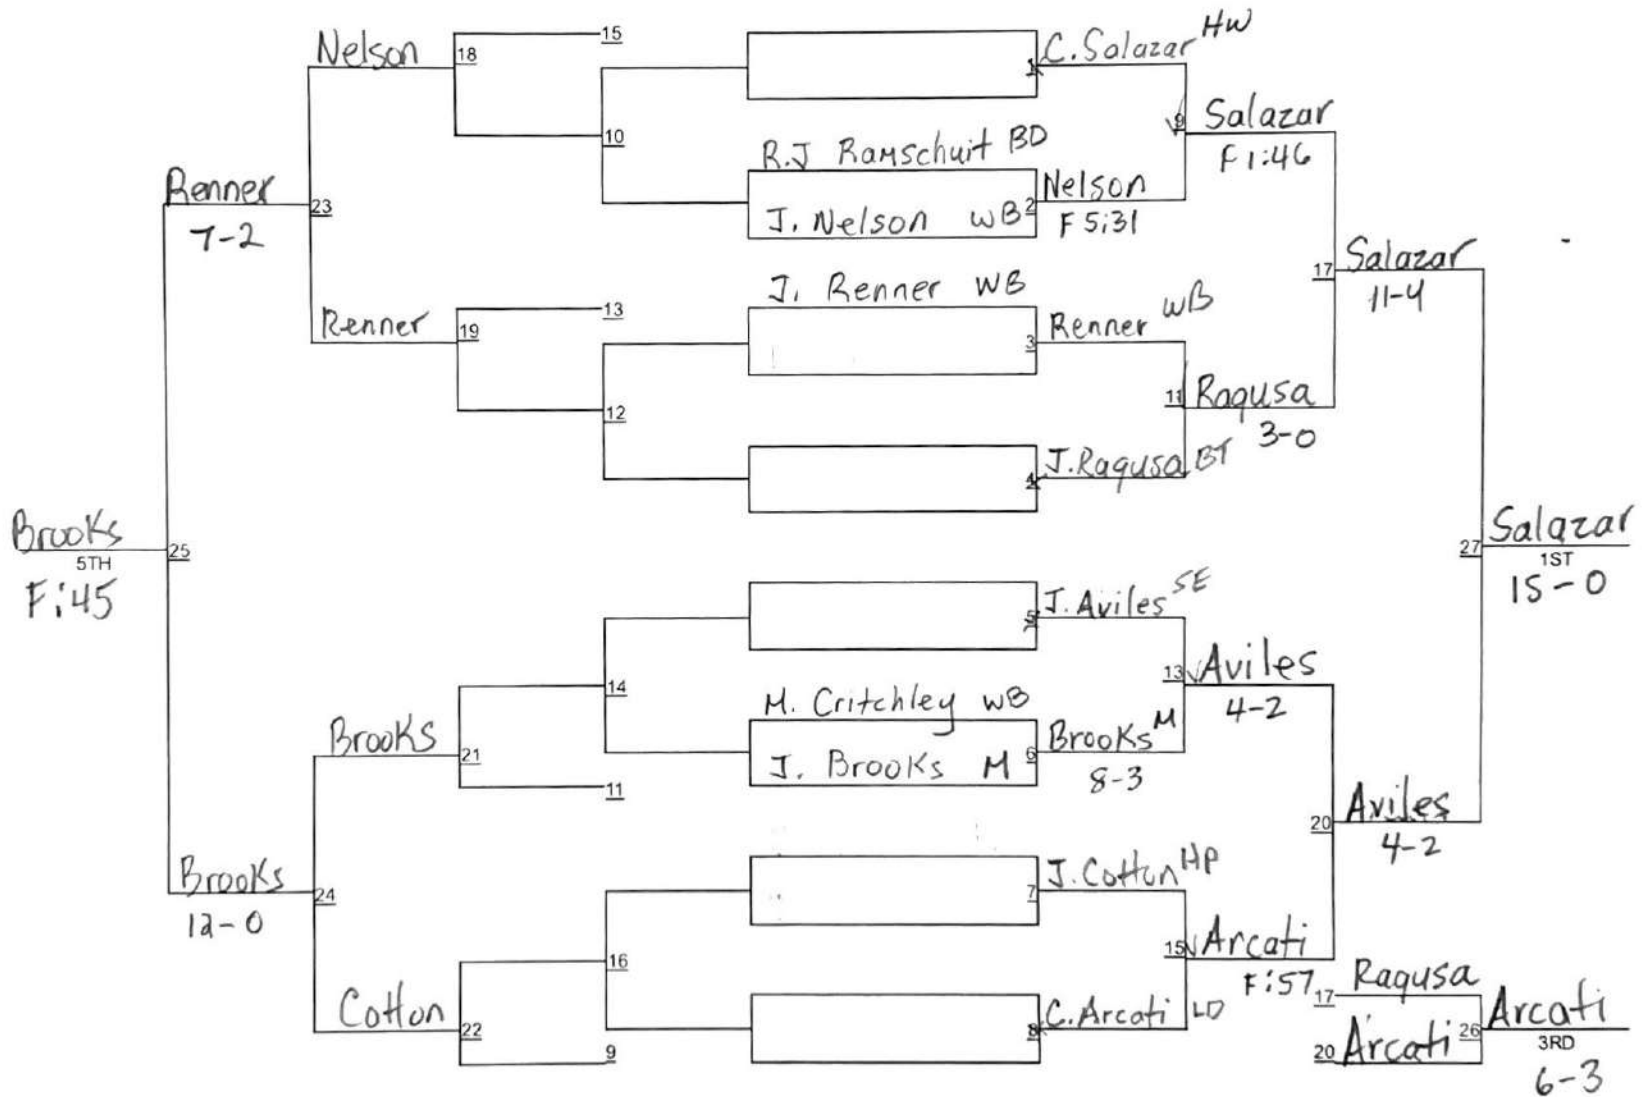 Nelson
18
15
10
Renner
7-2
23
Renner
19
13
12
Brooks
5TH
F:45
25
Brooks
21
14
11
Brooks
12-0
24
Cotton
22
16
9
C. Salazar HW
1
R.J Ramschuit BD
J. Nelson WB
2
Nelson
F 5:31
9
Salazar
F 1:46
J. Renner WB
3
Renner WB
11
Ragusa
3-0
4
J. Ragusa BT
17
Salazar
11-4
5
J. Aviles SE
13
Aviles
4-2
M. Critchley WB
J. Brooks M
6
Brooks M
8-3
7
J. Cotton HP
15
Arcati
F:57
8
C. Arcati LD
20
Aviles
4-2
27
Salazar
1ST
15-0
17
Ragusa
20
Arcati
26
Arcati
3RD
6-3